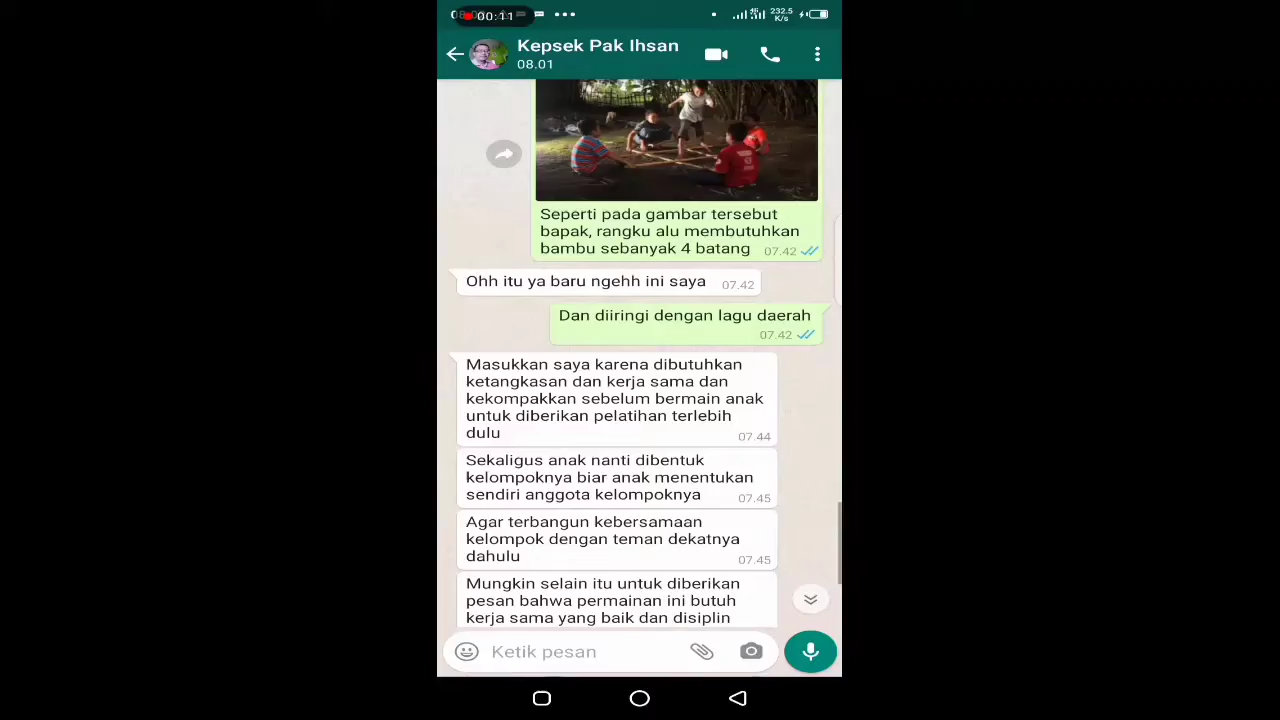 00:11
232.5
K/s
Kepsek Pak Ihsan
08.01
Seperti pada gambar tersebut
bapak, rangku alu membutuhkan
bambu sebanyak 4 batang 07.42
Ohh itu ya baru ngehh ini saya 07.42
Dan diiringi dengan lagu daerah
07.42
Masukkan saya karena dibutuhkan
ketangkasan dan kerja sama dan
kekompakkan sebelum bermain anak
untuk diberikan pelatihan terlebih
dulu 07.44
Sekaligus anak nanti dibentuk
kelompoknya biar anak menentukan
sendiri anggota kelompoknya 07.45
Agar terbangun kebersamaan
kelompok dengan teman dekatnya
dahulu 07.45
Mungkin selain itu untuk diberikan
pesan bahwa permainan ini butuh
kerja sama yang baik dan disiplin
Ketik pesan